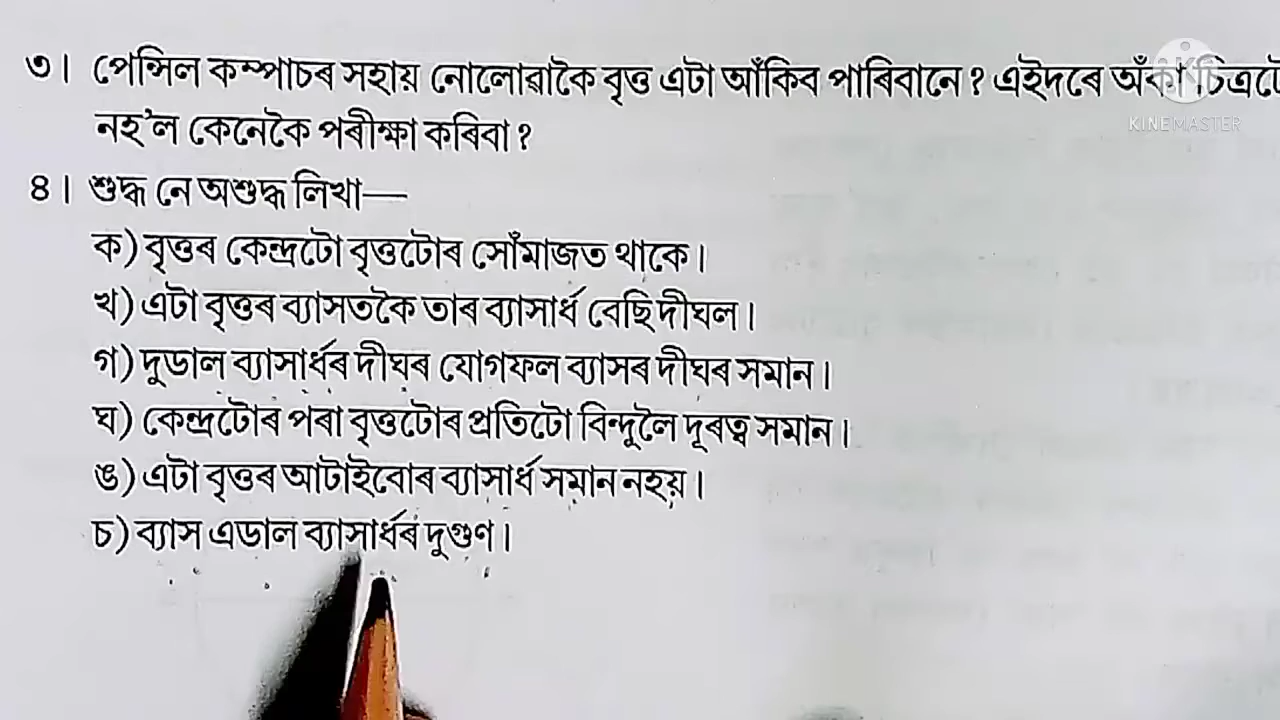 ৩। পেন্সিল কম্পাচৰ সহায় নোলোৱাকৈ বৃত্ত এটা আঁকিব পাৰিবানে? এইদৰে অঁকা চিত্ৰটো
KINEMASTER
নহ'ল কেনেকৈ পৰীক্ষা কৰিবা?
৪। শুদ্ধ নে অশুদ্ধ লিখা—
ক) বৃত্তৰ কেন্দ্ৰটো বৃত্তটোৰ সোঁমাজত থাকে।
খ) এটা বৃত্তৰ ব্যাসতকৈ তাৰ ব্যাসাৰ্ধ বেছি দীঘল।
গ) দুডাল ব্যাসাৰ্ধৰ দীঘৰ যোগফল ব্যাসৰ দীঘৰ সমান।
ঘ) কেন্দ্ৰটোৰ পৰা বৃত্তটোৰ প্ৰতিটো বিন্দুলৈ দূৰত্ব সমান।
ঙ) এটা বৃত্তৰ আটাইবোৰ ব্যাসাৰ্ধ সমান নহয়।
চ) ব্যাস এডাল ব্যাসাৰ্ধৰ দুগুণ।